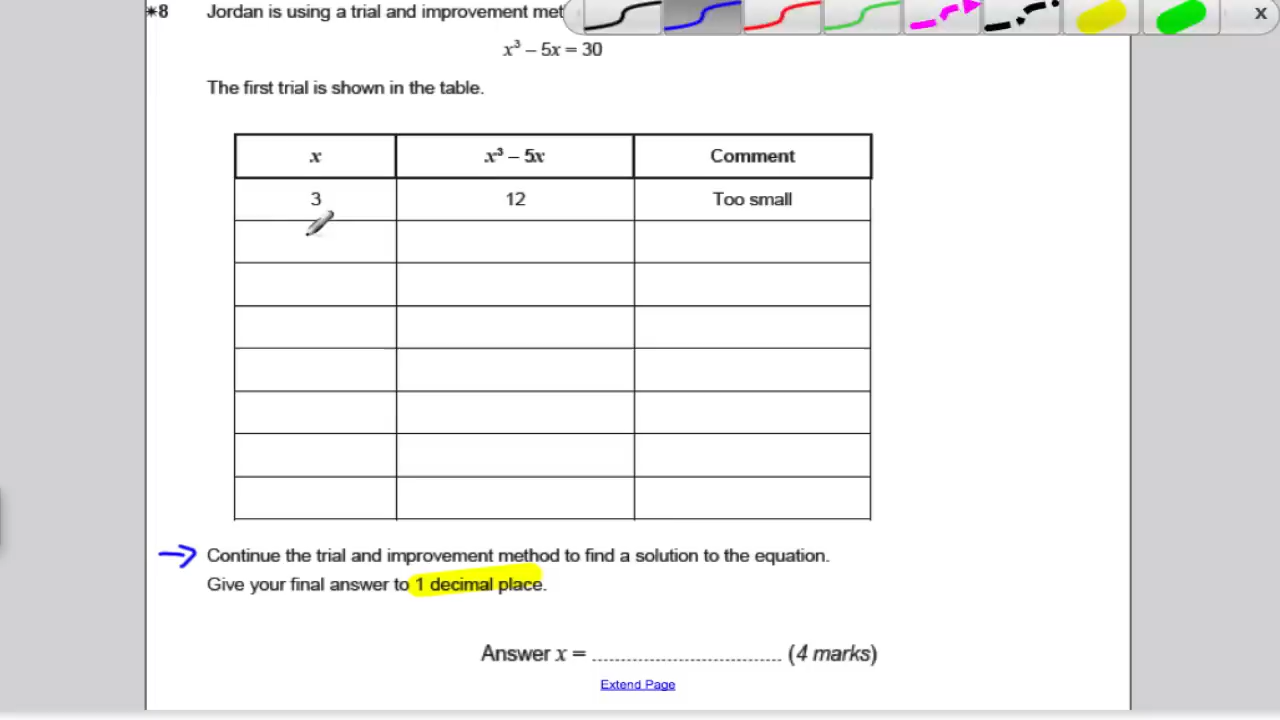 *8 Jordan is using a trial and improvement met
x³ – 5x = 30
The first trial is shown in the table.
x x³ – 5x Comment
3 12 Too small
Continue the trial and improvement method to find a solution to the equation.
Give your final answer to 1 decimal place.
Answer x = .................................. (4 marks)
Extend Page
X